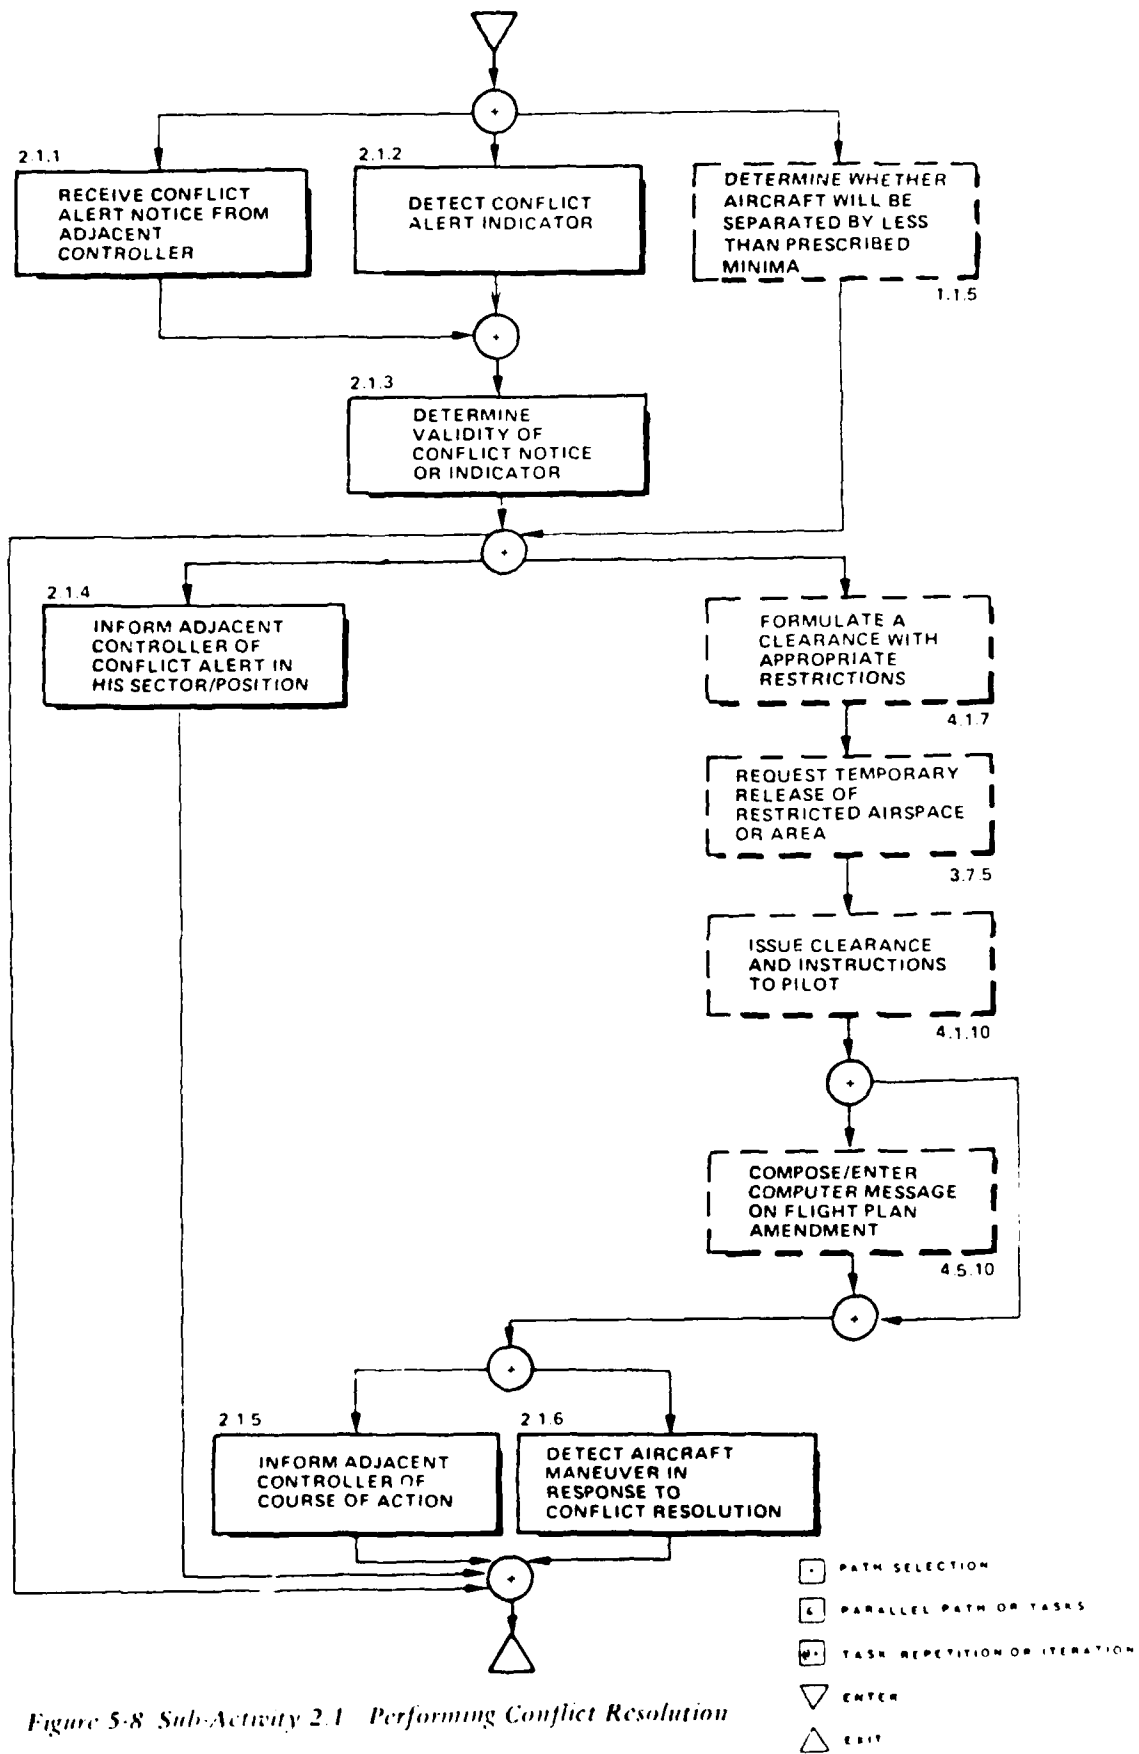 2.1.1
RECEIVE CONFLICT
ALERT NOTICE FROM
ADJACENT
CONTROLLER
2.1.2
DETECT CONFLICT
ALERT INDICATOR
DETERMINE WHETHER
AIRCRAFT WILL BE
SEPARATED BY LESS
THAN PRESCRIBED
MINIMA
1.1.5
2.1.3
DETERMINE
VALIDITY OF
CONFLICT NOTICE
OR INDICATOR
2.1.4
INFORM ADJACENT
CONTROLLER OF
CONFLICT ALERT IN
HIS SECTOR/POSITION
FORMULATE A
CLEARANCE WITH
APPROPRIATE
RESTRICTIONS
4.1.7
REQUEST TEMPORARY
RELEASE OF
RESTRICTED AIRSPACE
OR AREA
3.7.5
ISSUE CLEARANCE
AND INSTRUCTIONS
TO PILOT
4.1.10
COMPOSE/ENTER
COMPUTER MESSAGE
ON FLIGHT PLAN
AMENDMENT
4.5.10
2.1.5
INFORM ADJACENT
CONTROLLER OF
COURSE OF ACTION
2.1.6
DETECT AIRCRAFT
MANEUVER IN
RESPONSE TO
CONFLICT RESOLUTION
PATH SELECTION
& PARALLEL PATH OR TASKS
TASK REPETITION OR ITERATION
ENTER
EXIT
Figure 5-8 Sub-Activity 2.1 Performing Conflict Resolution